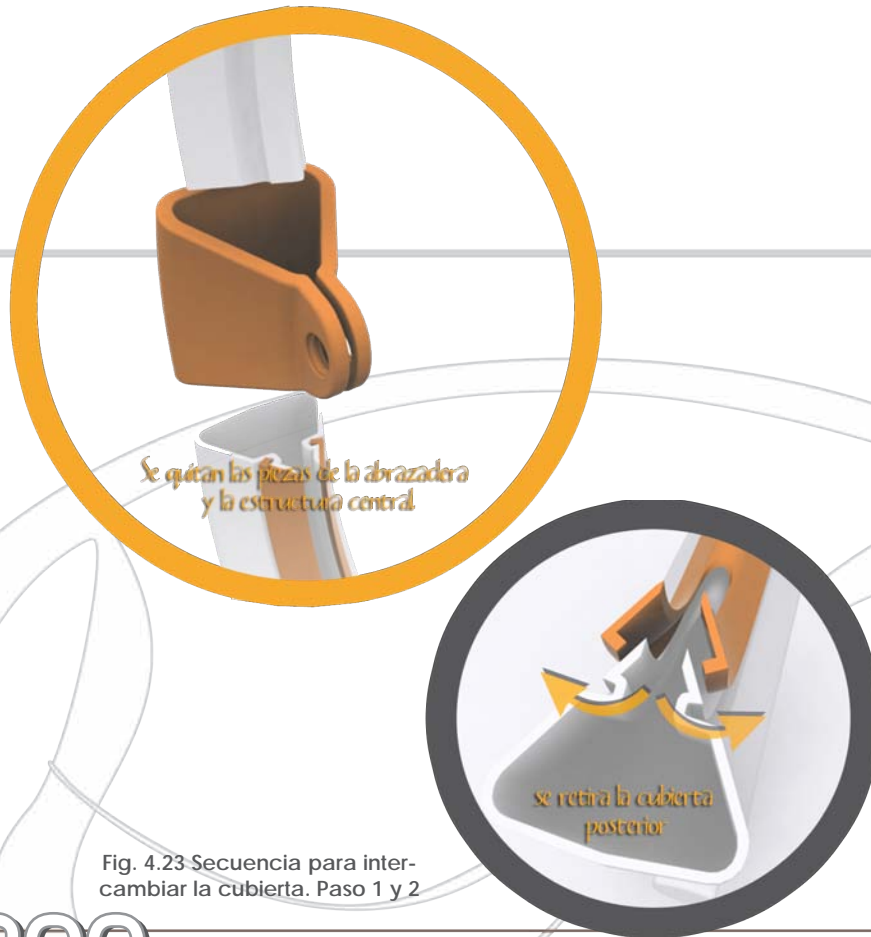 Se quitan las piezas de la abrazadera
y la estructura central.
se retira la cubierta
posterior
Fig. 4.23 Secuencia para inter-
cambiar la cubierta. Paso 1 y 2